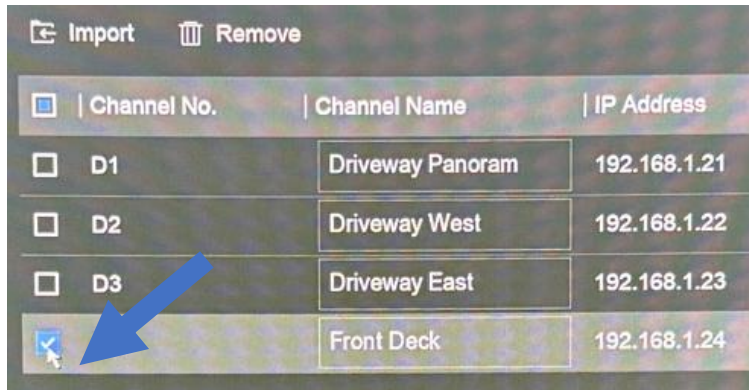 Import Remove
Channel No. Channel Name IP Address
D1 Driveway Panoram 192.168.1.21
D2 Driveway West 192.168.1.22
D3 Driveway East 192.168.1.23
Front Deck 192.168.1.24